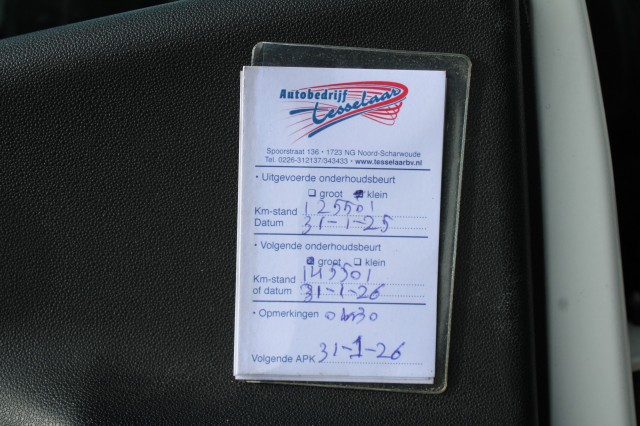 Autobedrijf
Tesselaar
Spoorstraat 136 • 1723 NG Noord-Scharwoude
Tel. 0226-312137/343433 • www.tesselaarbv.nl
• Uitgevoerde onderhoudsbeurt
groot klein
Km-stand 125501
Datum 31-1-25
• Volgende onderhoudsbeurt
groot klein
Km-stand 145501
of datum 31-1-26
• Opmerkingen
Volgende APK 31-1-26